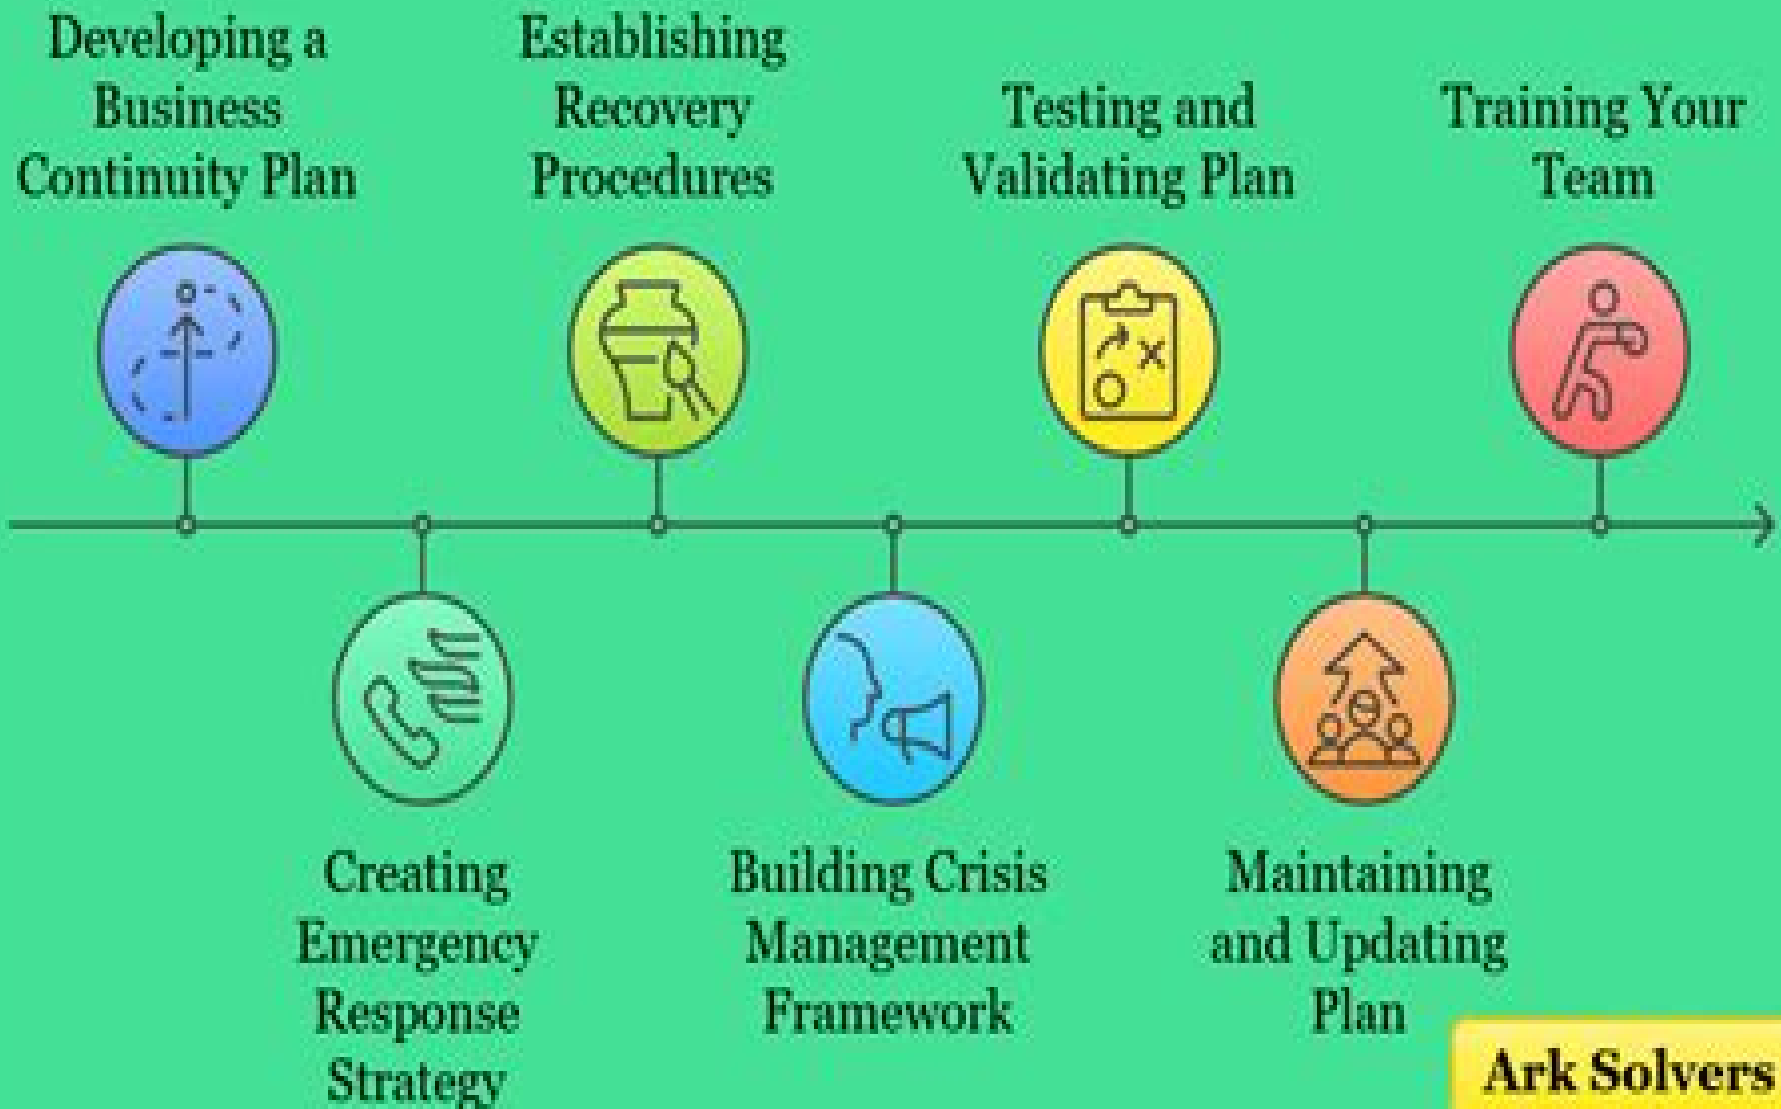 Developing a
Business
Continuity Plan
Creating
Emergency
Response
Strategy
Establishing
Recovery
Procedures
Building Crisis
Management
Framework
Testing and
Validating Plan
Maintaining
and Updating
Plan
Training Your
Team
Ark Solvers